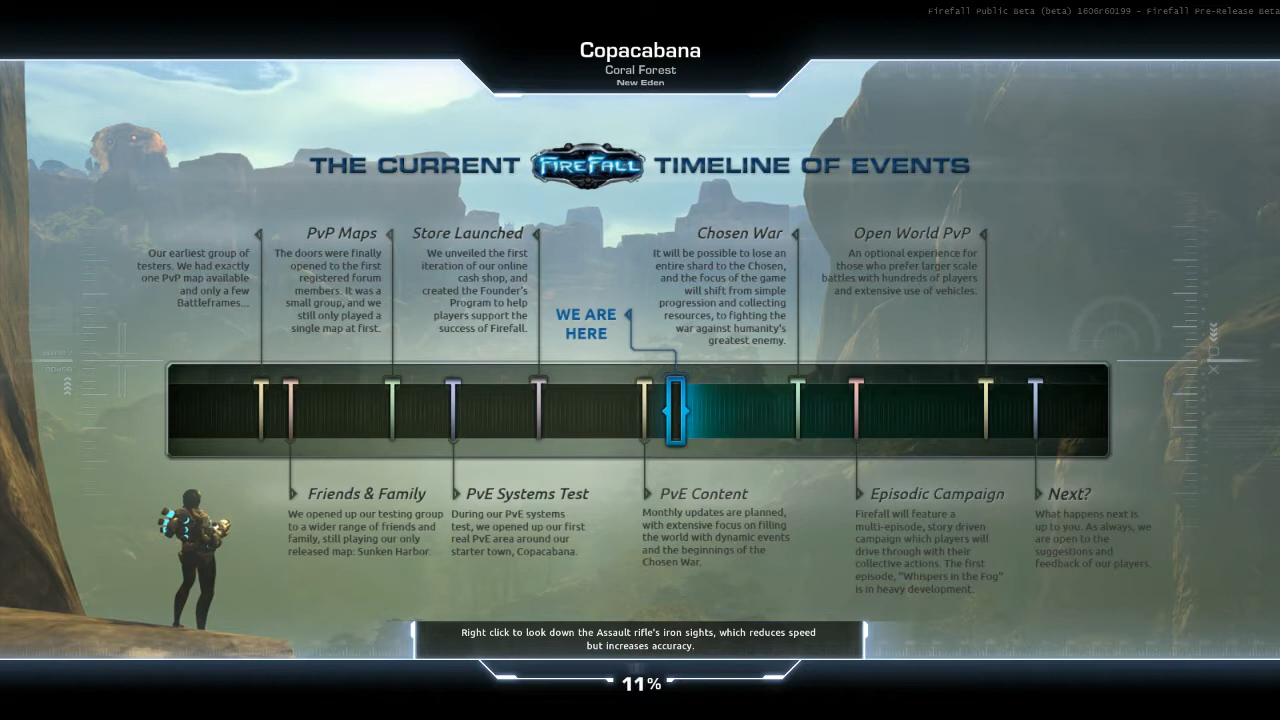 Firefall Public Beta (beta) 1606r60199 - Firefall Pre-Release Beta
Copacabana
Coral Forest
New Eden
THE CURRENT FIREFALL TIMELINE OF EVENTS
Our earliest group of
testers. We had exactly
one PvP map available
and only a few
Battleframes...
PvP Maps
The doors were finally
opened to the first
registered forum
members. It was a
small group, and we
still only played a
single map at first.
Store Launched
We unveiled the first
iteration of our online
cash shop, and
created the Founder's
Program to help
players support the
success of Firefall.
WE ARE
HERE
Chosen War
It will be possible to lose an
entire shard to the Chosen,
and the focus of the game
will shift from simple
progression and collecting
resources, to fighting the
war against humanity's
greatest enemy.
Open World PvP
An optional experience for
those who prefer larger scale
battles with hundreds of players
and extensive use of vehicles.
Friends & Family
We opened up our testing group
to a wider range of friends and
family, still playing our only
released map: Sunken Harbor.
PvE Systems Test
During our PvE systems
test, we opened up our first
real PvE area around our
starter town, Copacabana.
PvE Content
Monthly updates are planned,
with extensive focus on filling
the world with dynamic events
and the beginnings of the
Chosen War.
Episodic Campaign
Firefall will feature a
multi-episode, story driven
campaign which players will
drive through with their
collective actions. The first
episode, "Whispers in the Fog"
is in heavy development.
Next?
What happens next is
up to you. As always, we
are open to the
suggestions and
feedback of our players.
Right click to look down the Assault rifle's iron sights, which reduces speed
but increases accuracy.
11%